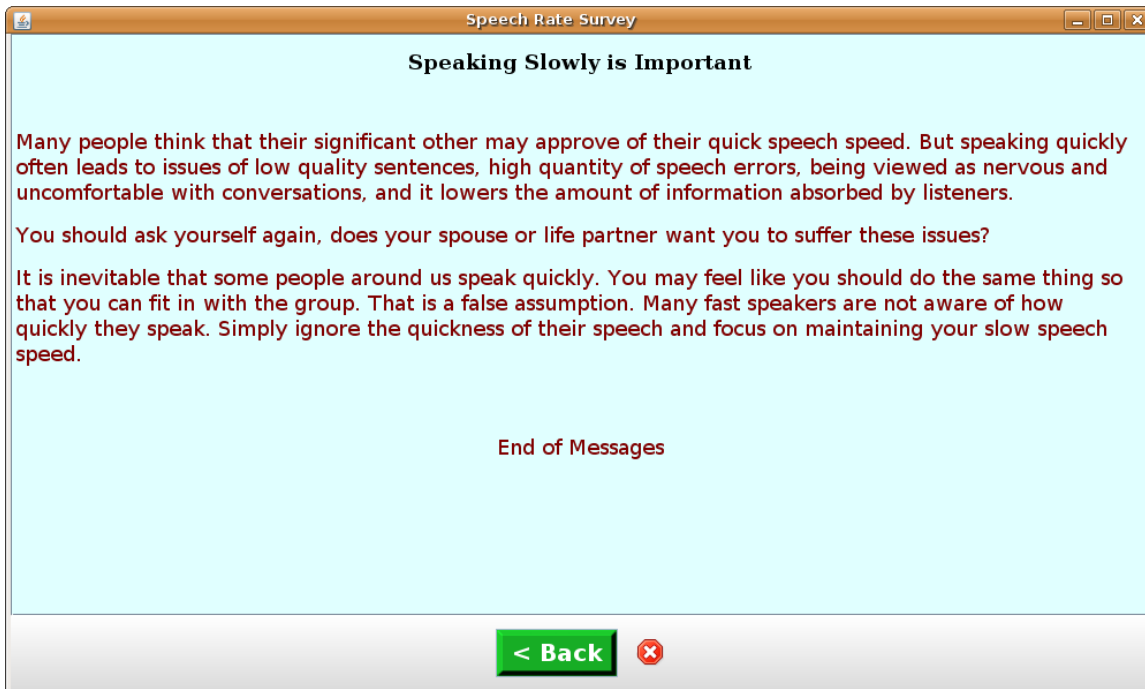 Speech Rate Survey
Speaking Slowly is Important
Many people think that their significant other may approve of their quick speech speed. But speaking quickly
often leads to issues of low quality sentences, high quantity of speech errors, being viewed as nervous and
uncomfortable with conversations, and it lowers the amount of information absorbed by listeners.
You should ask yourself again, does your spouse or life partner want you to suffer these issues?
It is inevitable that some people around us speak quickly. You may feel like you should do the same thing so
that you can fit in with the group. That is a false assumption. Many fast speakers are not aware of how
quickly they speak. Simply ignore the quickness of their speech and focus on maintaining your slow speech
speed.
End of Messages
< Back